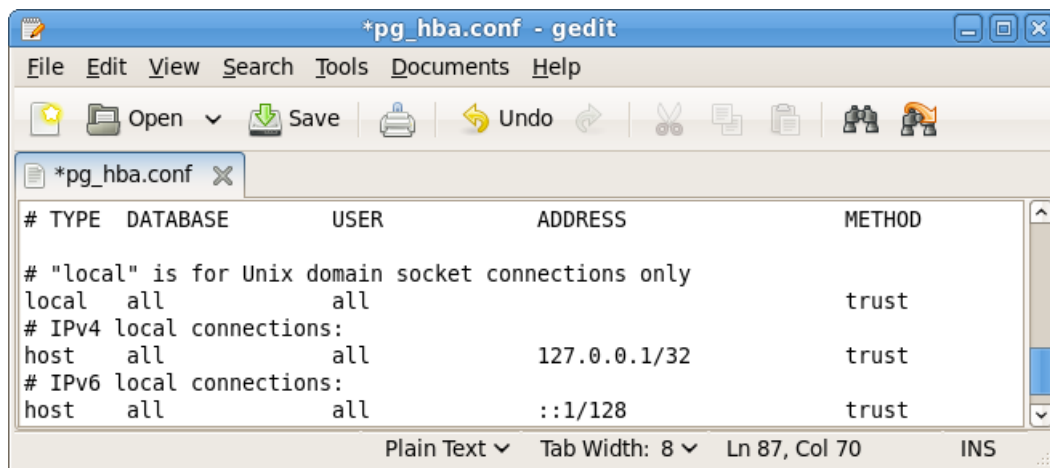 *pg_hba.conf - gedit
File Edit View Search Tools Documents Help
Open Save Undo
*pg_hba.conf
# TYPE  DATABASE        USER            ADDRESS                 METHOD
# "local" is for Unix domain socket connections only
local   all             all                                     trust
# IPv4 local connections:
host    all             all             127.0.0.1/32            trust
# IPv6 local connections:
host    all             all             ::1/128                 trust
Plain Text Tab Width: 8 Ln 87, Col 70 INS